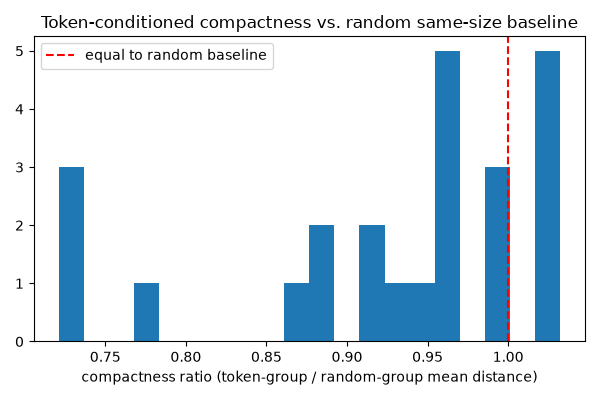 Token-conditioned compactness vs. random same-size baseline
equal to random baseline
5
4
3
2
1
0
0.75 0.80 0.85 0.90 0.95 1.00
compactness ratio (token-group / random-group mean distance)